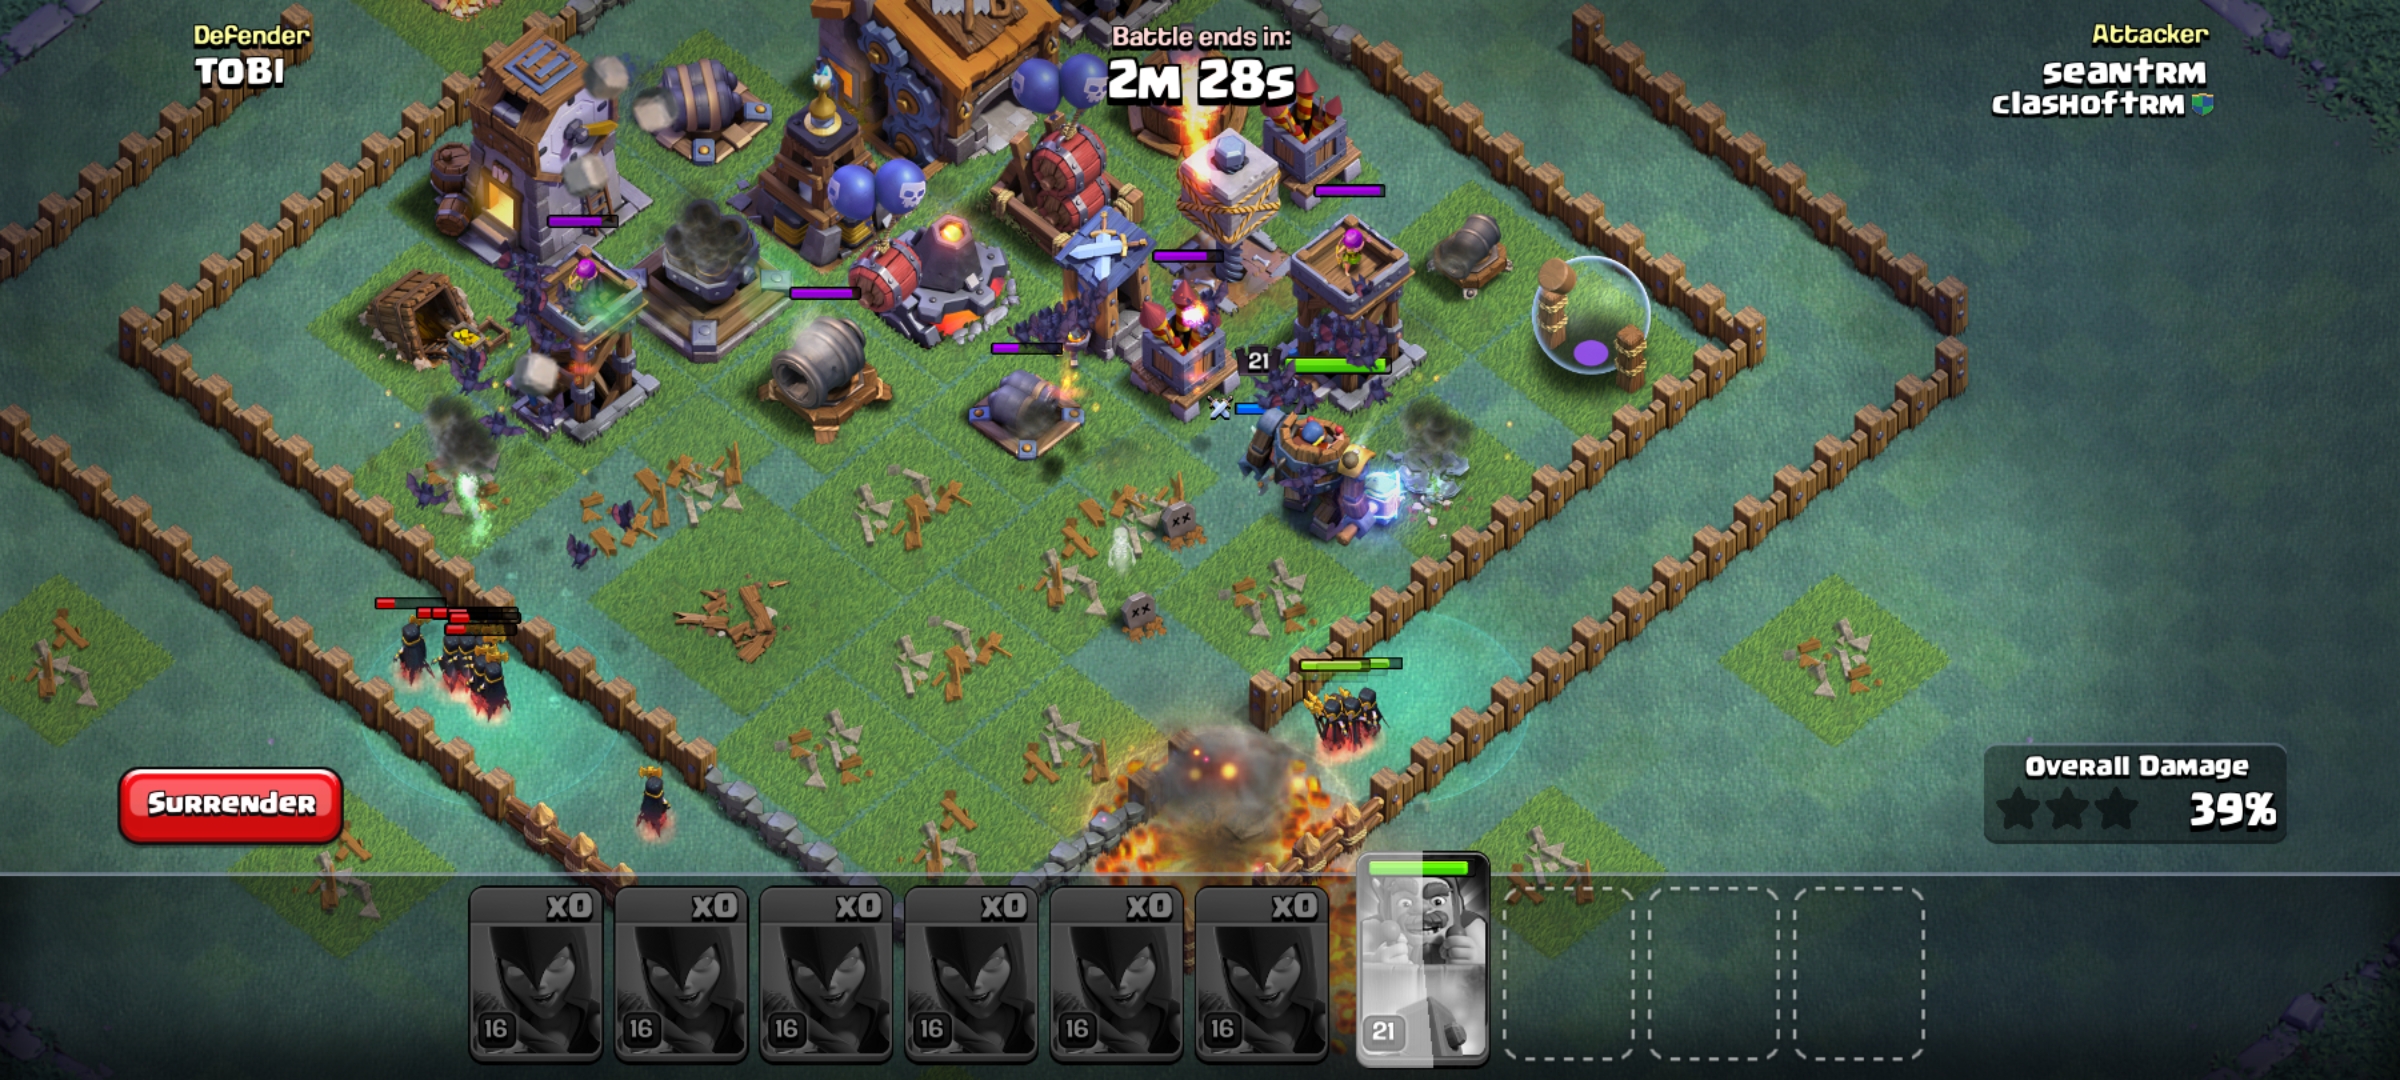 Defender
TOBI
Battle ends in:
2M 28S
Attacker
seantRM
clashoftRM
IV
21
Surrender
Overall Damage
39%
x0
x0
x0
x0
x0
x0
16
16
16
16
16
16
21